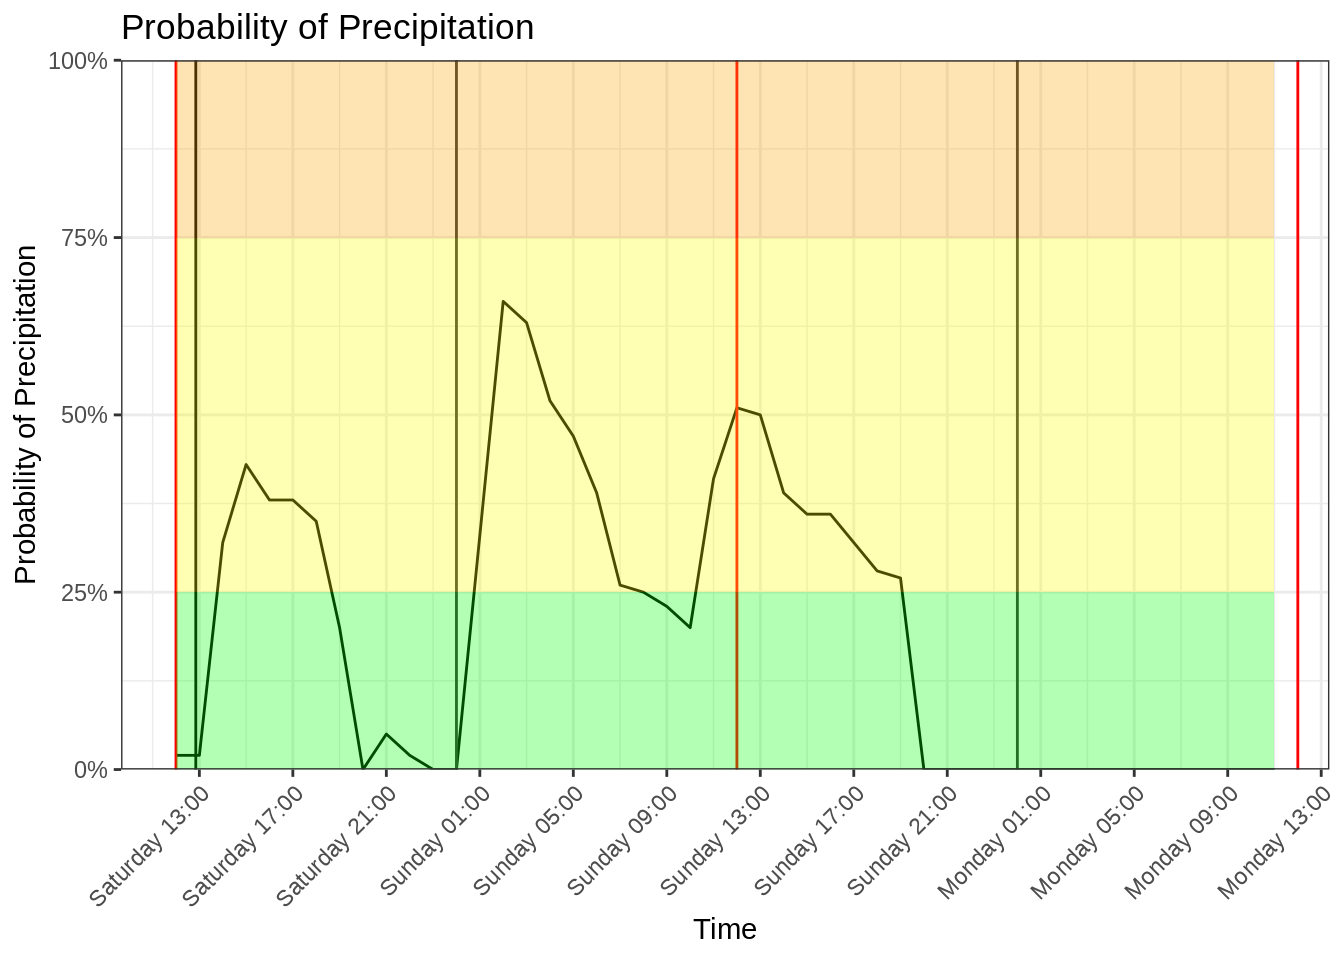 Probability of Precipitation
Probability of Precipitation
100%
75%
50%
25%
0%
Saturday 13:00
Saturday 17:00
Saturday 21:00
Sunday 01:00
Sunday 05:00
Sunday 09:00
Sunday 13:00
Sunday 17:00
Sunday 21:00
Monday 01:00
Monday 05:00
Monday 09:00
Monday 13:00
Time